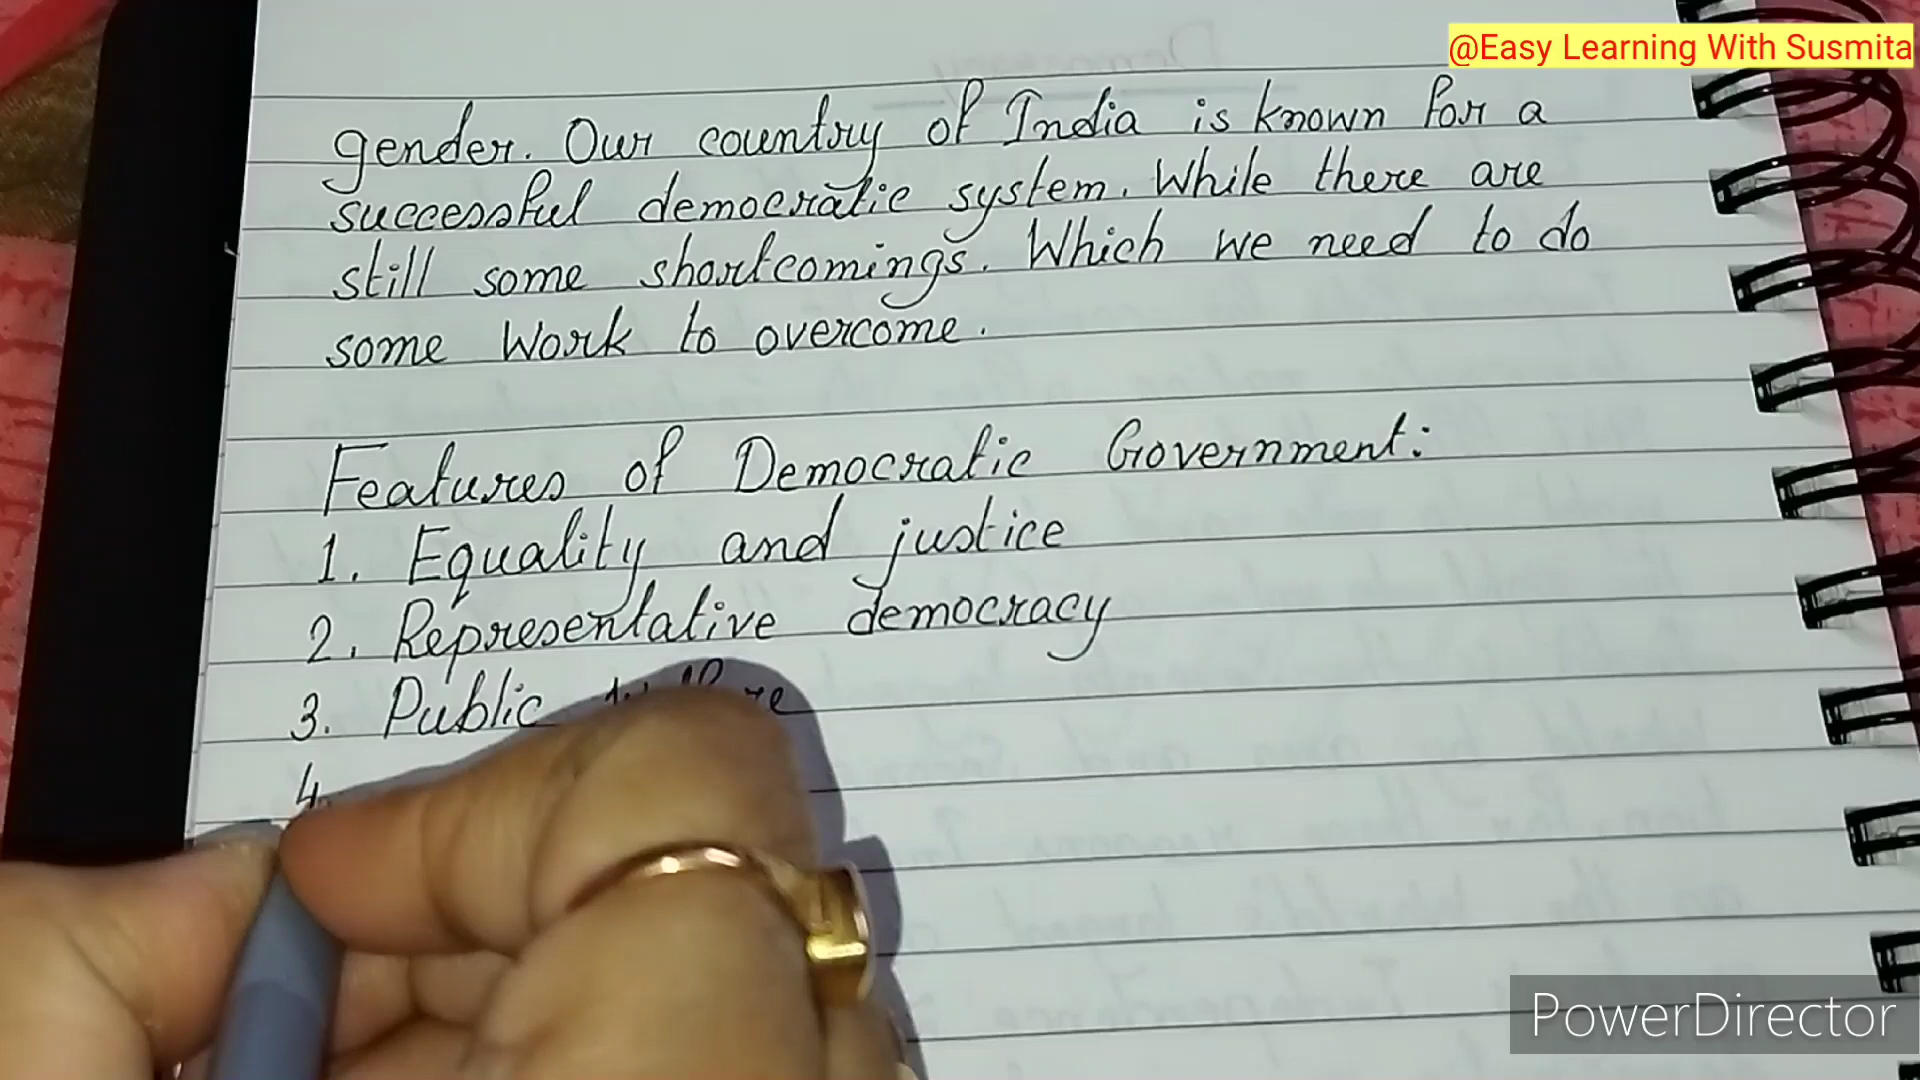 @Easy Learning With Susmita
gender. Our country of India is known for a
successful democratic system. While there are
still some shortcomings. Which we need to do
some work to overcome.
Features of Democratic Government:
1. Equality and justice
2. Representative democracy
3. Public
4.
PowerDirector